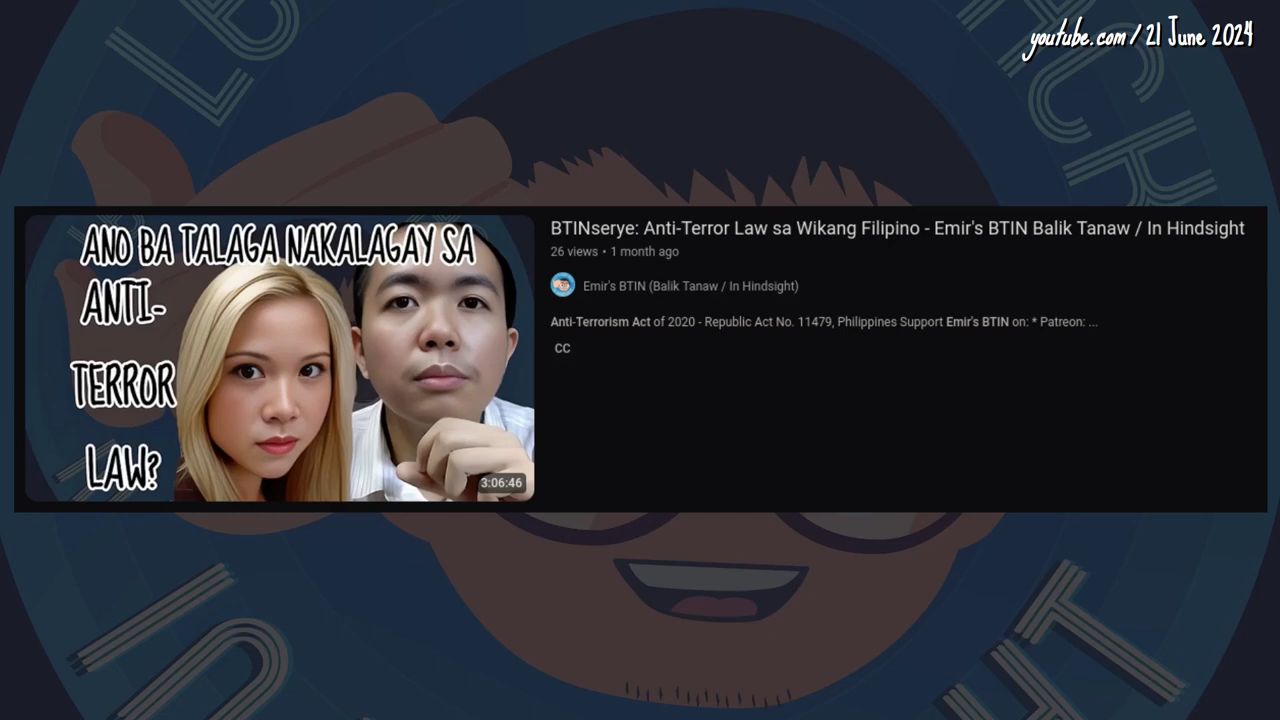 youtube.com / 21 June 2024
ANO BA TALAGA NAKALAGAY SA
ANTI-
TERROR
LAW?
3:06:46
BTINserye: Anti-Terror Law sa Wikang Filipino - Emir's BTIN Balik Tanaw / In Hindsight
26 views • 1 month ago
Emir's BTIN (Balik Tanaw / In Hindsight)
Anti-Terrorism Act of 2020 - Republic Act No. 11479, Philippines Support Emir's BTIN on: * Patreon: ...
CC